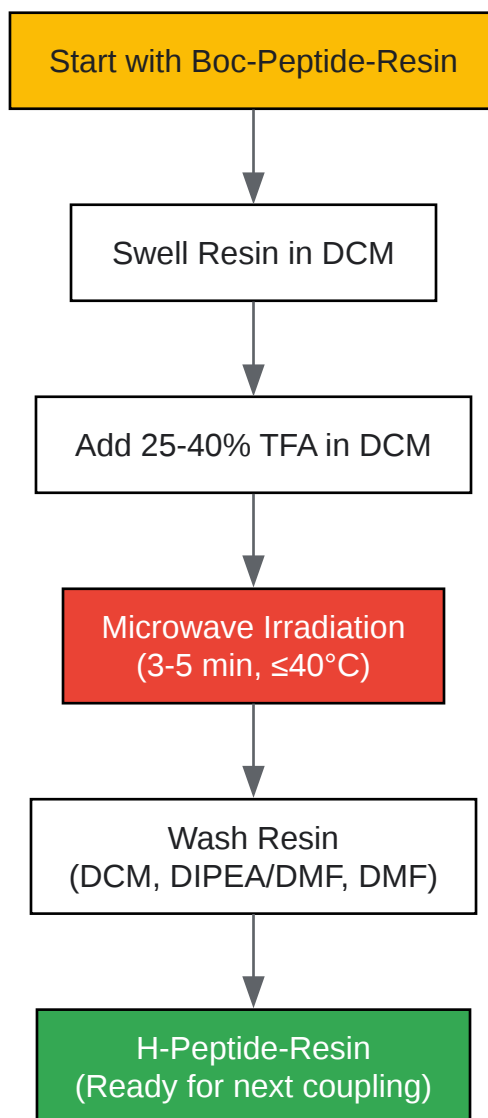 Start with Boc-Peptide-Resin
Swell Resin in DCM
Add 25-40% TFA in DCM
Microwave Irradiation
(3-5 min, ≤40°C)
Wash Resin
(DCM, DIPEA/DMF, DMF)
H-Peptide-Resin
(Ready for next coupling)